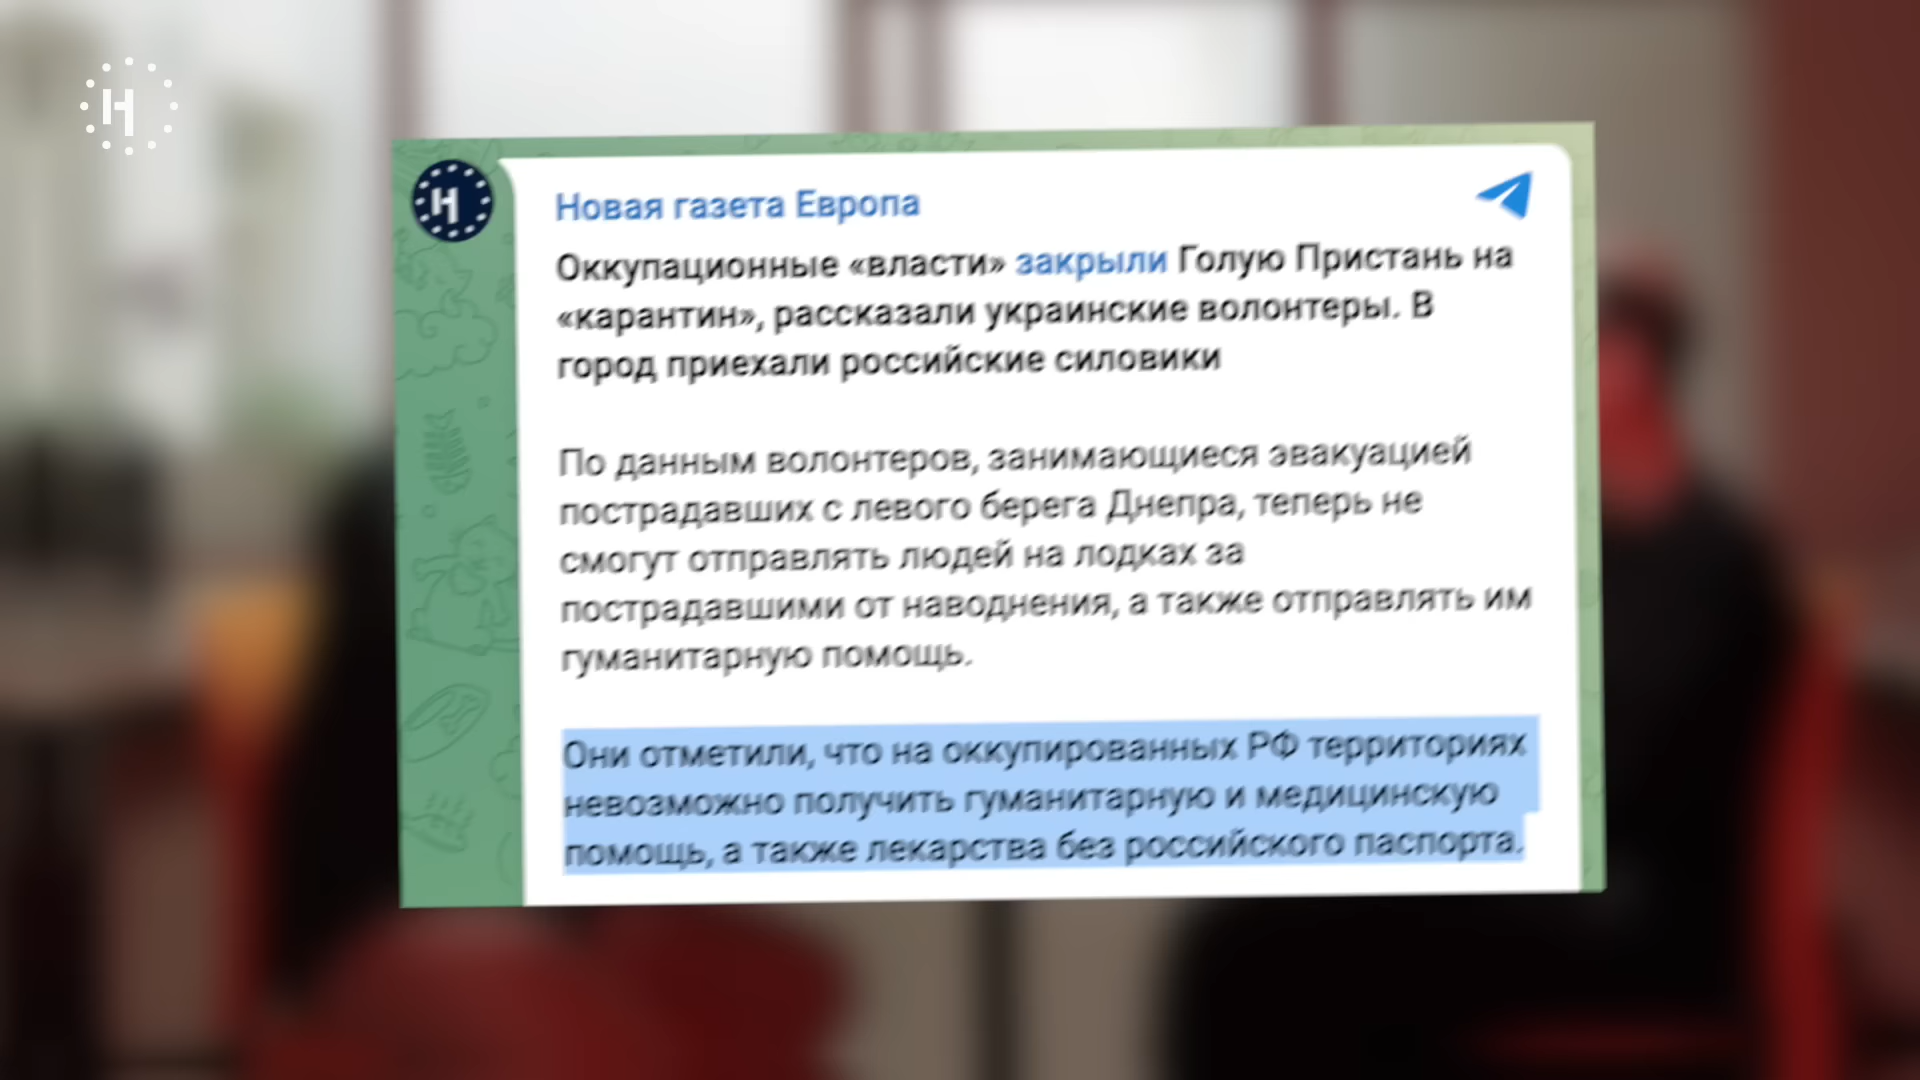 Новая газета Европа
Оккупационные «власти» закрыли Голую Пристань на
«карантин», рассказали украинские волонтеры. В
город приехали российские силовики
По данным волонтеров, занимающиеся эвакуацией
пострадавших с левого берега Днепра, теперь не
смогут отправлять людей на лодках за
пострадавшими от наводнения, а также отправлять им
гуманитарную помощь.
Они отметили, что на оккупированных РФ территориях
невозможно получить гуманитарную и медицинскую
помощь, а также лекарства без российского паспорта.